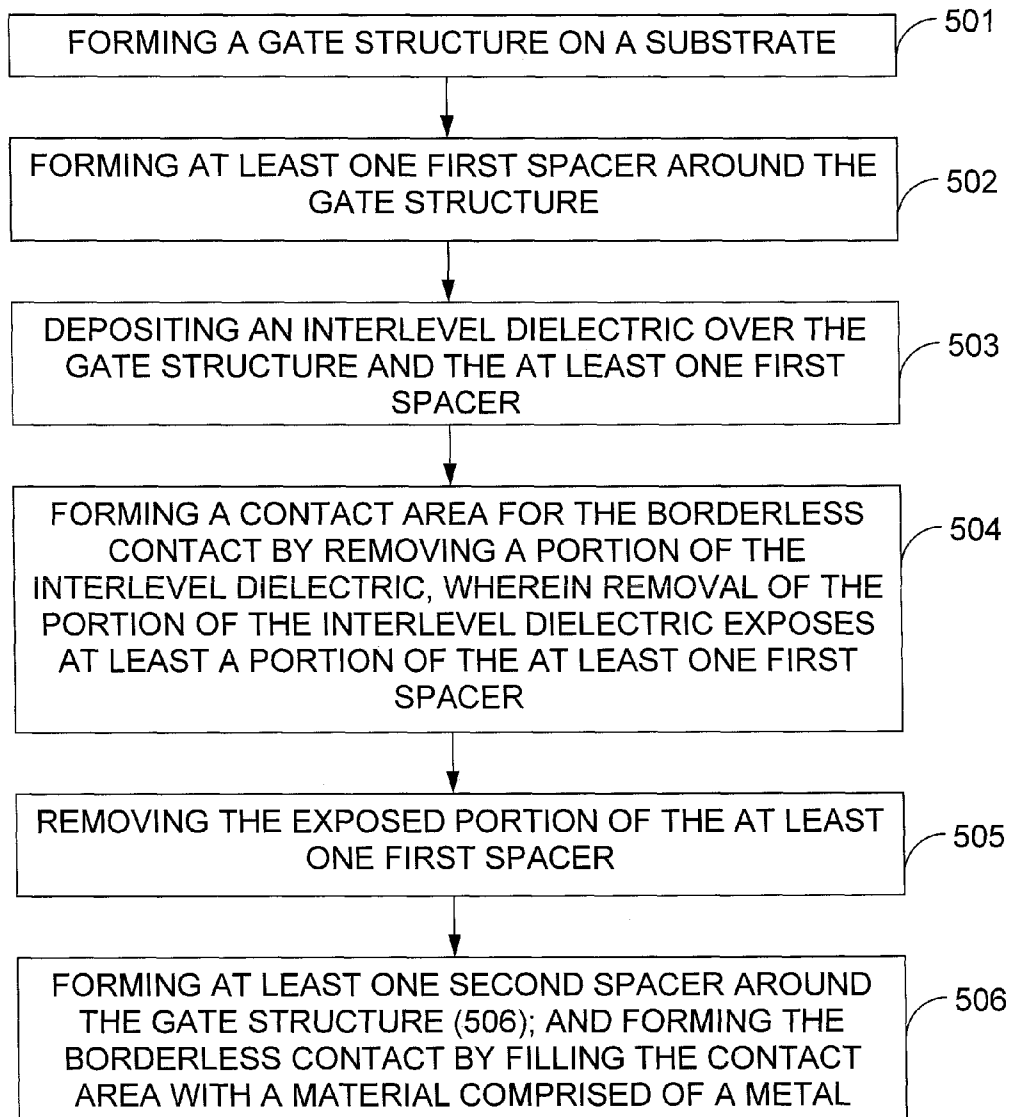 FORMING A GATE STRUCTURE ON A SUBSTRATE
501
FORMING AT LEAST ONE FIRST SPACER AROUND THE
GATE STRUCTURE
502
DEPOSITING AN INTERLEVEL DIELECTRIC OVER THE
GATE STRUCTURE AND THE AT LEAST ONE FIRST
SPACER
503
FORMING A CONTACT AREA FOR THE BORDERLESS
CONTACT BY REMOVING A PORTION OF THE
INTERLEVEL DIELECTRIC, WHEREIN REMOVAL OF THE
PORTION OF THE INTERLEVEL DIELECTRIC EXPOSES
AT LEAST A PORTION OF THE AT LEAST ONE FIRST
SPACER
504
REMOVING THE EXPOSED PORTION OF THE AT LEAST
ONE FIRST SPACER
505
FORMING AT LEAST ONE SECOND SPACER AROUND
THE GATE STRUCTURE (506); AND FORMING THE
BORDERLESS CONTACT BY FILLING THE CONTACT
AREA WITH A MATERIAL COMPRISED OF A METAL
506